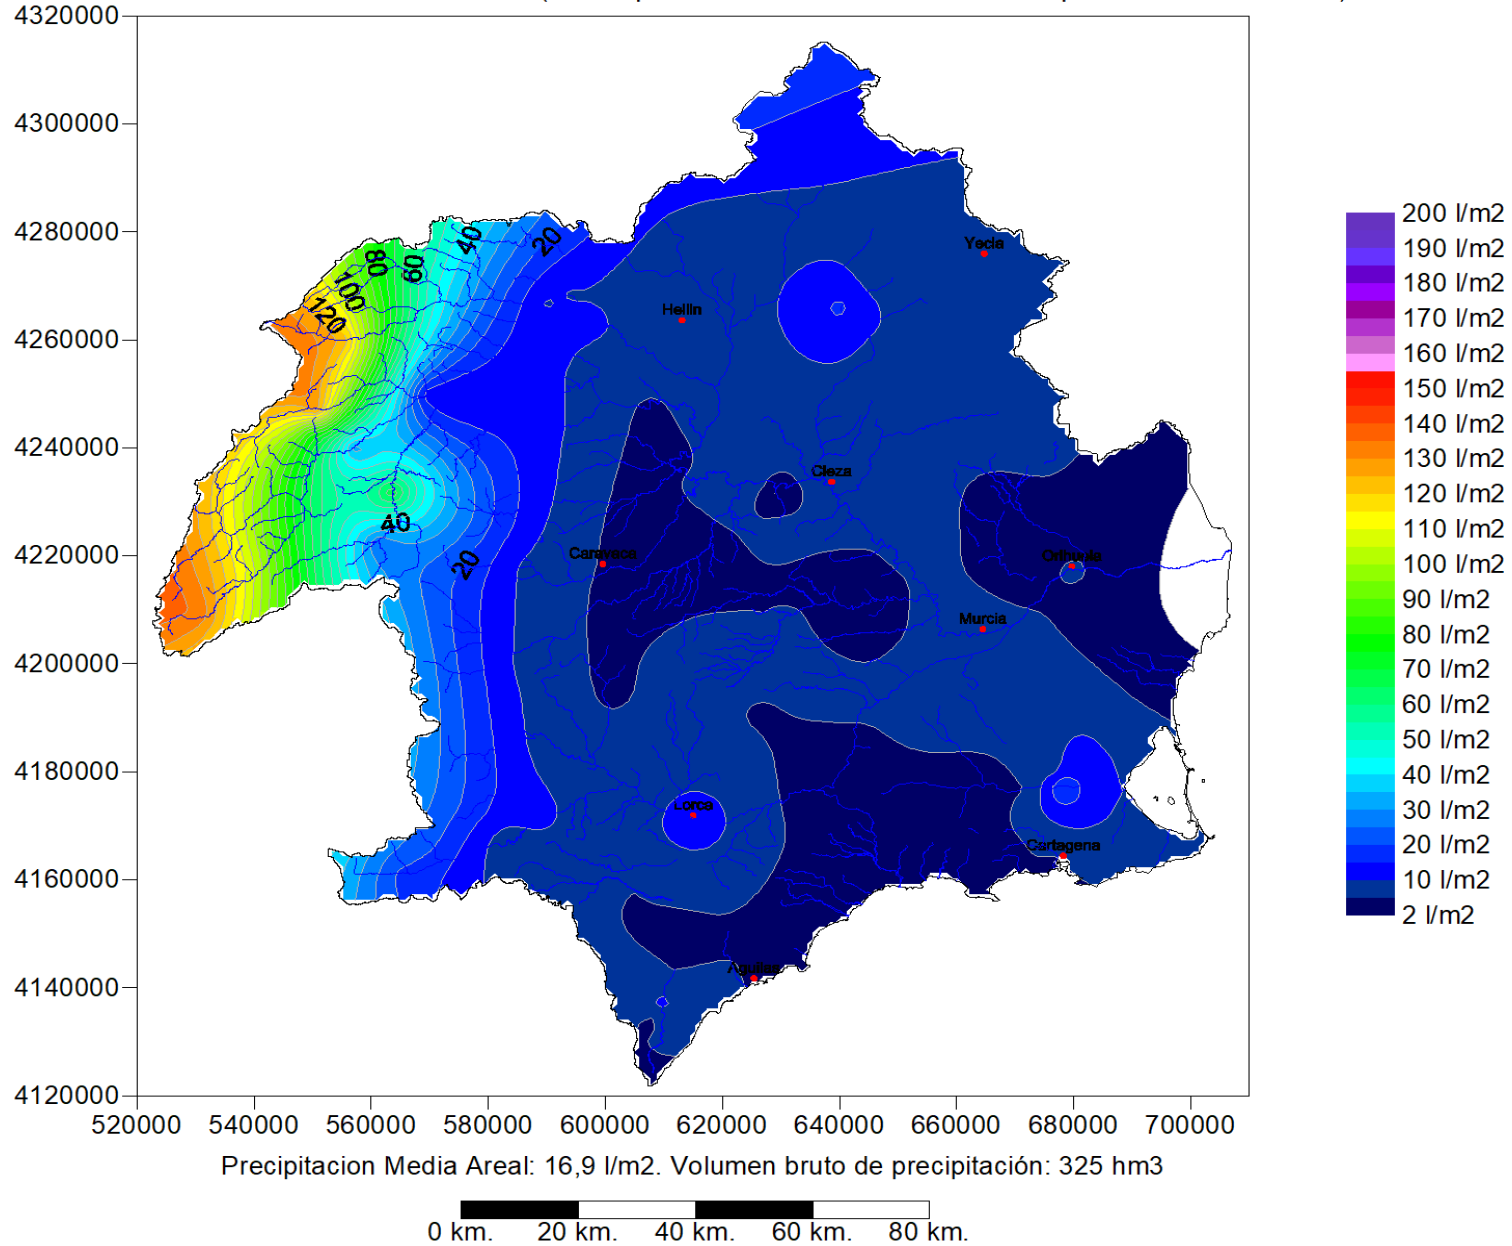 4320000
4300000
4280000
4260000
4240000
4220000
4200000
4180000
4160000
4140000
4120000
520000 540000 560000 580000 600000 620000 640000 660000 680000 700000
40
20
80
60
100
120
40
20
Yecla
Hellin
Cieza
Caravaca
Orihuela
Murcia
Lorca
Cartagena
Aguilas
200 l/m2
190 l/m2
180 l/m2
170 l/m2
160 l/m2
150 l/m2
140 l/m2
130 l/m2
120 l/m2
110 l/m2
100 l/m2
90 l/m2
80 l/m2
70 l/m2
60 l/m2
50 l/m2
40 l/m2
30 l/m2
20 l/m2
10 l/m2
2 l/m2
Precipitacion Media Areal: 16,9 l/m2. Volumen bruto de precipitación: 325 hm3
0 km. 20 km. 40 km. 60 km. 80 km.